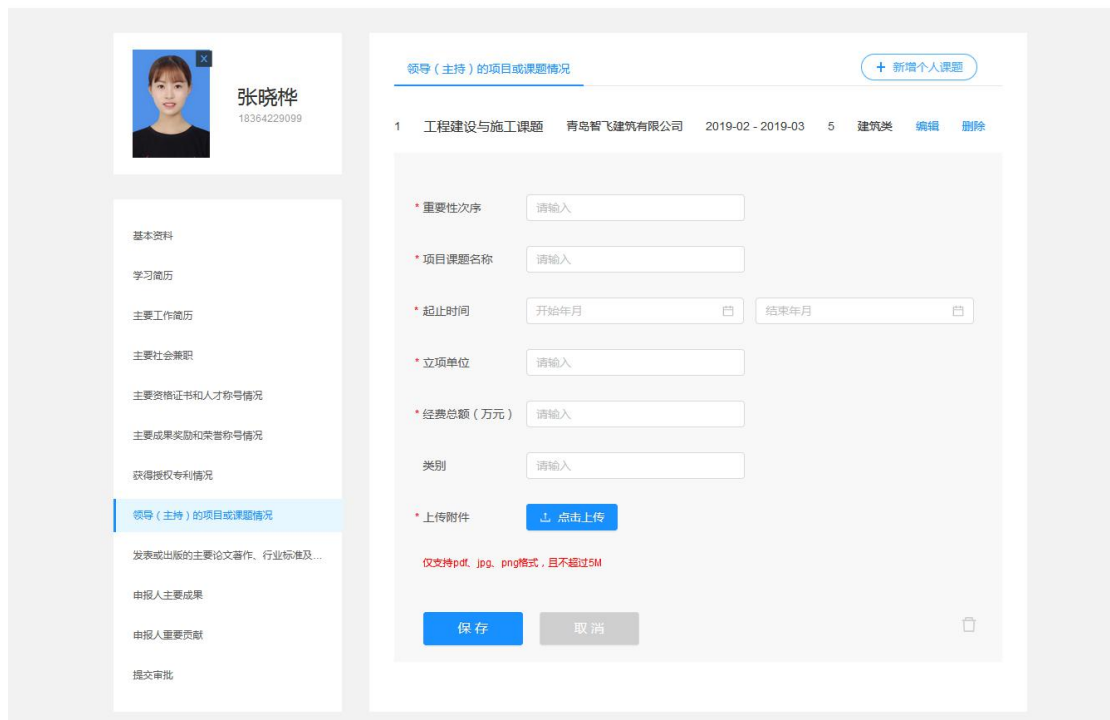 x
张晓桦
18364229099
基本资料
学习简历
主要工作简历
主要社会兼职
主要资格证书和人才称号情况
主要成果奖励和荣誉称号情况
获得授权专利情况
领导（主持）的项目或课题情况
发表或出版的主要论文著作、行业标准及...
申报人主要成果
申报人重要贡献
提交审批
领导（主持）的项目或课题情况
+ 新增个人课题
1 工程建设与施工课题 青岛智飞建筑有限公司 2019-02 - 2019-03 5 建筑类 编辑 删除
* 重要性次序 请输入
* 项目课题名称 请输入
* 起止时间 开始年月 结束年月
* 立项单位 请输入
* 经费总额（万元） 请输入
类别 请输入
* 上传附件 点击上传
仅支持pdf、jpg、png格式，且不超过5M
保存 取消